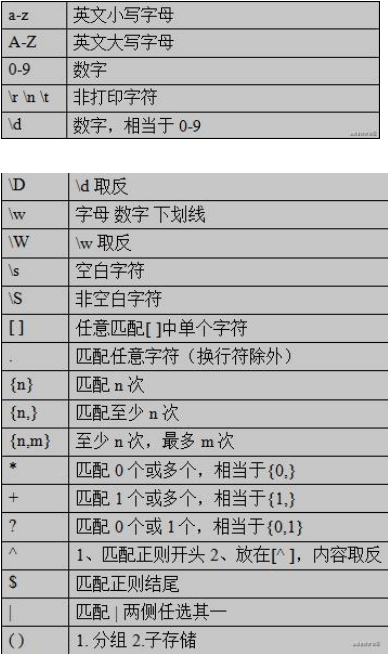 a-z 英文小写字母
A-Z 英文大写字母
0-9 数字
\r \n \t 非打印字符
\d 数字，相当于 0-9
\D \d 取反
\w 字母 数字 下划线
\W \w 取反
\s 空白字符
\S 非空白字符
[ ] 任意匹配[ ]中单个字符
. 匹配任意字符（换行符除外）
{n} 匹配 n 次
{n,} 匹配至少 n 次
{n,m} 至少 n 次，最多 m 次
* 匹配 0 个或多个，相当于{0,}
+ 匹配 1 个或多个，相当于{1,}
? 匹配 0 个或 1 个，相当于{0,1}
^ 1、匹配正则开头 2、放在[^ ]，内容取反
$ 匹配正则结尾
| 匹配 | 两侧任选其一
( ) 1. 分组 2.子存储